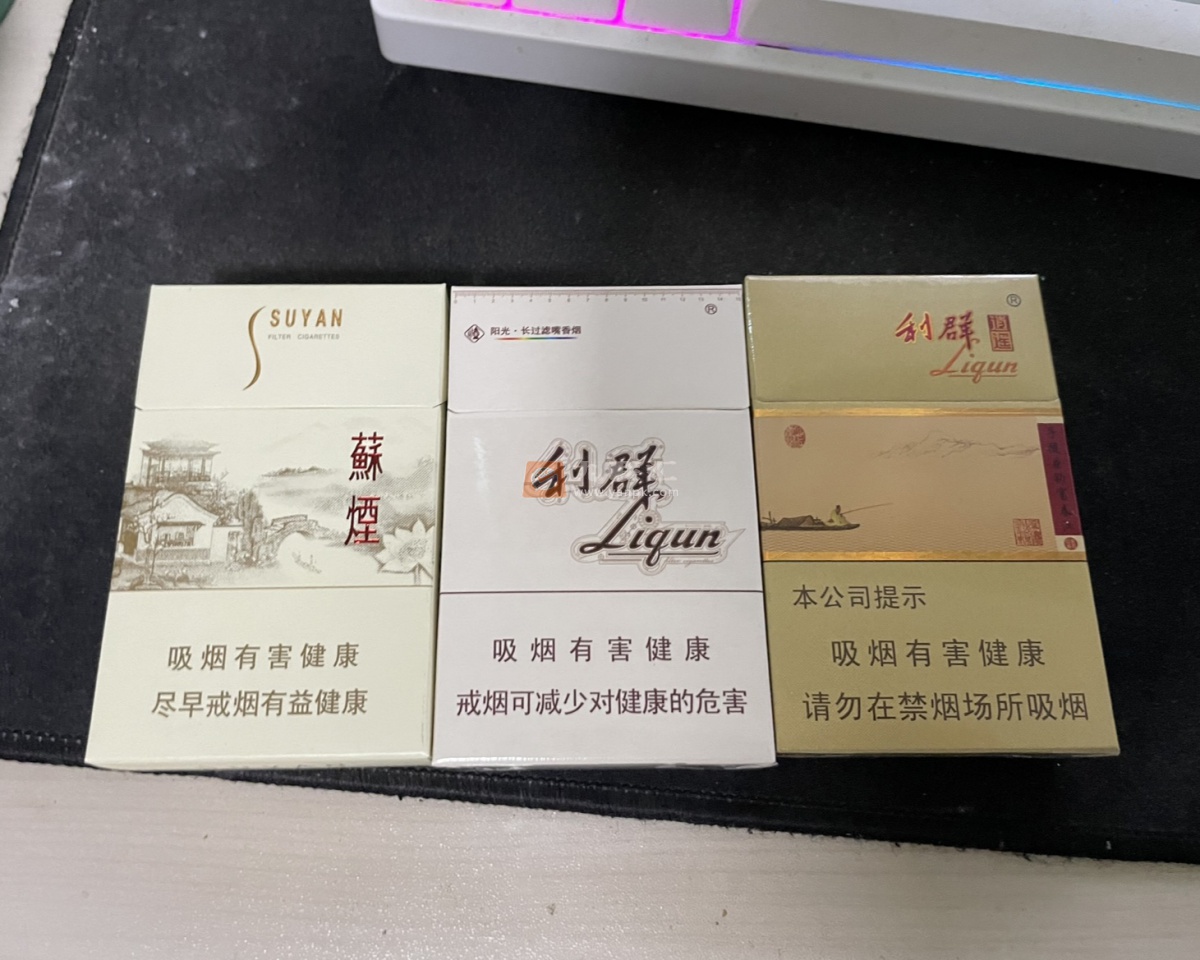 SUYAN
FILTER CIGARETTES
蘇煙
吸烟有害健康
尽早戒烟有益健康
阳光·长过滤嘴香烟
®
利群
Liqun
吸烟有害健康
戒烟可减少对健康的危害
®
利群
逍遥
Liqun
本公司提示
吸烟有害健康
请勿在禁烟场所吸烟